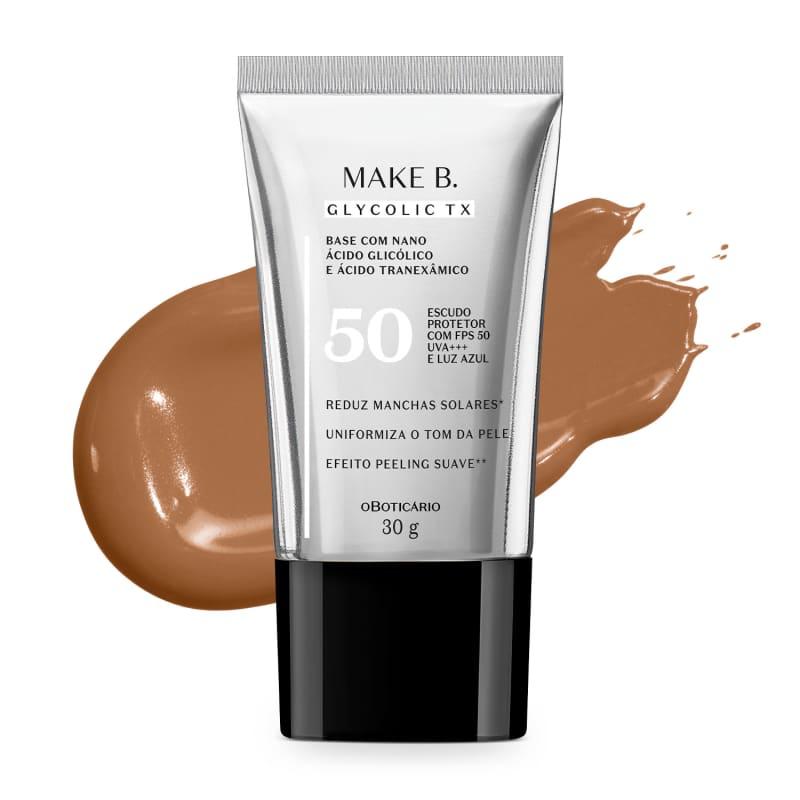 MAKE B.
GLYCOLIC TX
BASE COM NANO
ÁCIDO GLICÓLICO
E ÁCIDO TRANEXÂMICO
50
ESCUDO
PROTETOR
COM FPS 50
UVA+++
E LUZ AZUL
REDUZ MANCHAS SOLARES*
UNIFORMIZA O TOM DA PELE
EFEITO PEELING SUAVE**
oBOTICÁRIO
30 g